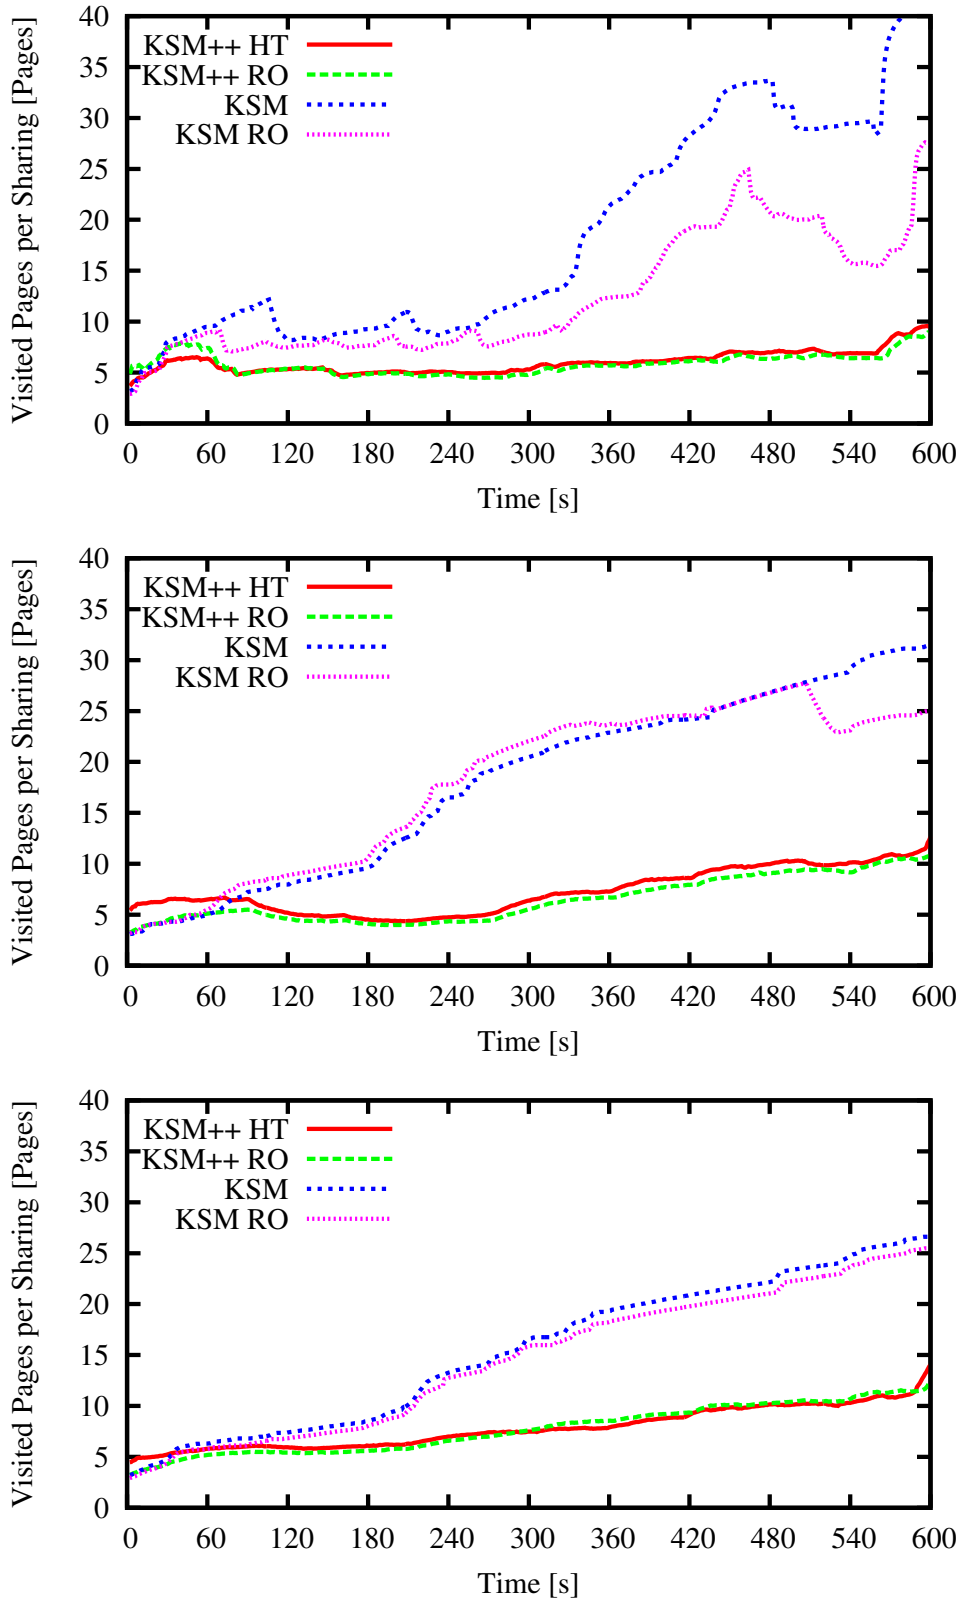 Visited Pages per Sharing [Pages]
40
35
30
25
20
15
10
5
0
KSM++ HT
KSM++ RO
KSM
KSM RO
0 60 120 180 240 300 360 420 480 540 600
Time [s]
Visited Pages per Sharing [Pages]
40
35
30
25
20
15
10
5
0
KSM++ HT
KSM++ RO
KSM
KSM RO
0 60 120 180 240 300 360 420 480 540 600
Time [s]
Visited Pages per Sharing [Pages]
40
35
30
25
20
15
10
5
0
KSM++ HT
KSM++ RO
KSM
KSM RO
0 60 120 180 240 300 360 420 480 540 600
Time [s]